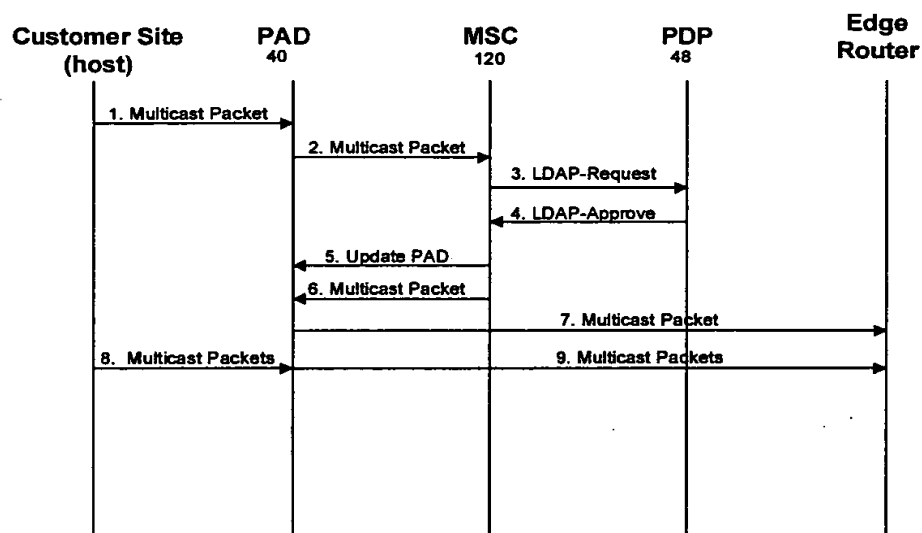 Customer Site
(host)
PAD
40
MSC
120
PDP
48
Edge
Router
1. Multicast Packet
2. Multicast Packet
3. LDAP-Request
4. LDAP-Approve
5. Update PAD
6. Multicast Packet
7. Multicast Packet
8. Multicast Packets
9. Multicast Packets